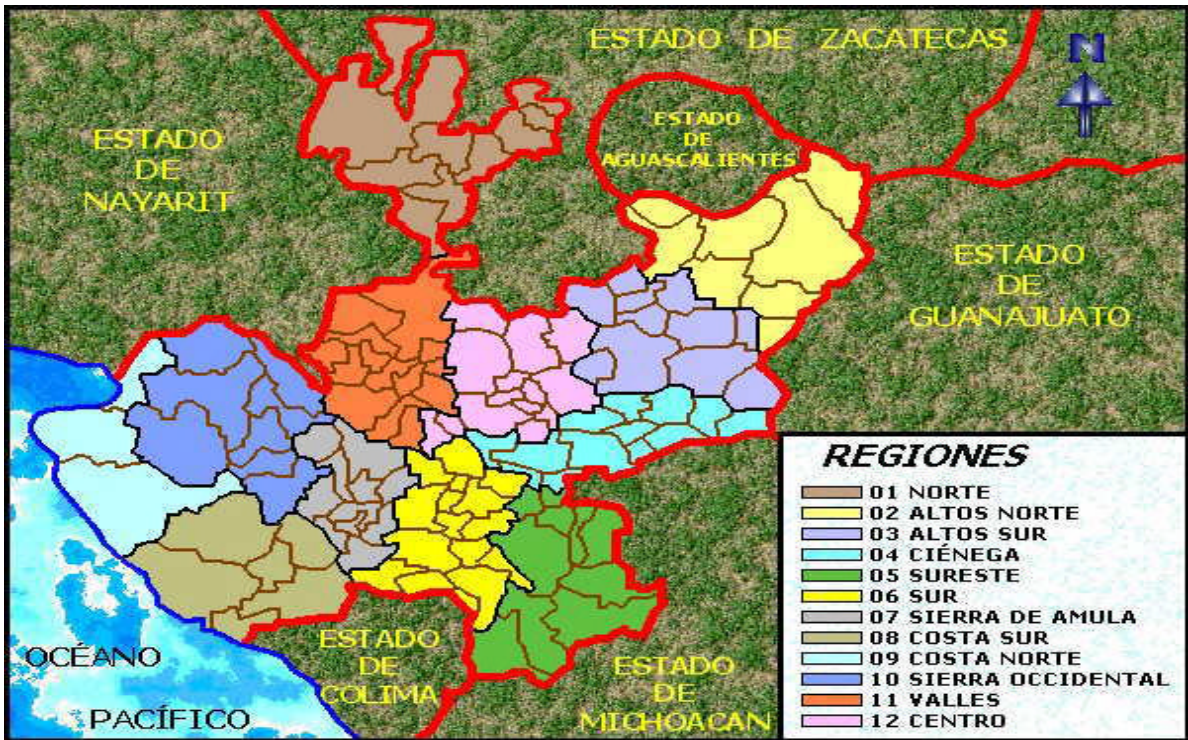 ESTADO DE ZACATECAS
N
ESTADO
DE
AGUASCALIENTES
ESTADO
DE
NAYARIT
ESTADO
DE
GUANAJUATO
REGIONES
01 NORTE
02 ALTOS NORTE
03 ALTOS SUR
04 CIÉNEGA
05 SURESTE
06 SUR
07 SIERRA DE AMULA
08 COSTA SUR
09 COSTA NORTE
10 SIERRA OCCIDENTAL
11 VALLES
12 CENTRO
ESTADO
DE
COLIMA
ESTADO
DE
MICHOACAN
OCÉANO
PACÍFICO